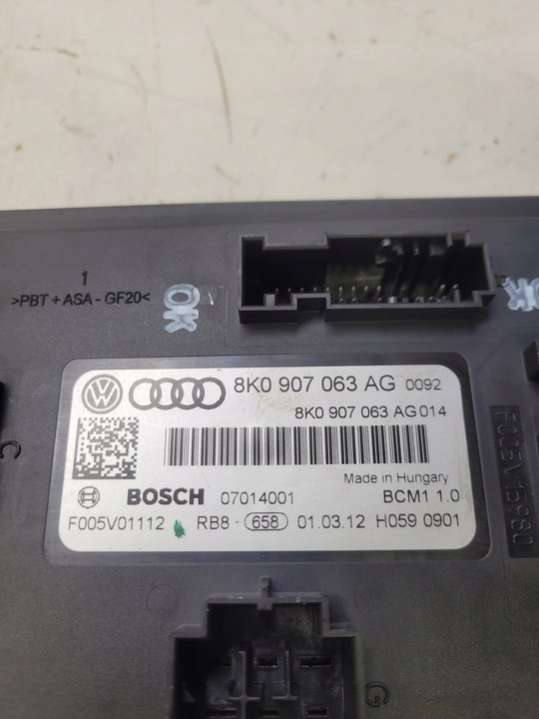 1
>PBT+ASA-GF20<
OK
OK
8K0 907 063 AG 0092
8K0 907 063 AG 014
Made in Hungary
BOSCH 07014001 BCM1 1.0
F005V01112 RB8- 658 01.03.12 H059 0901
C
G